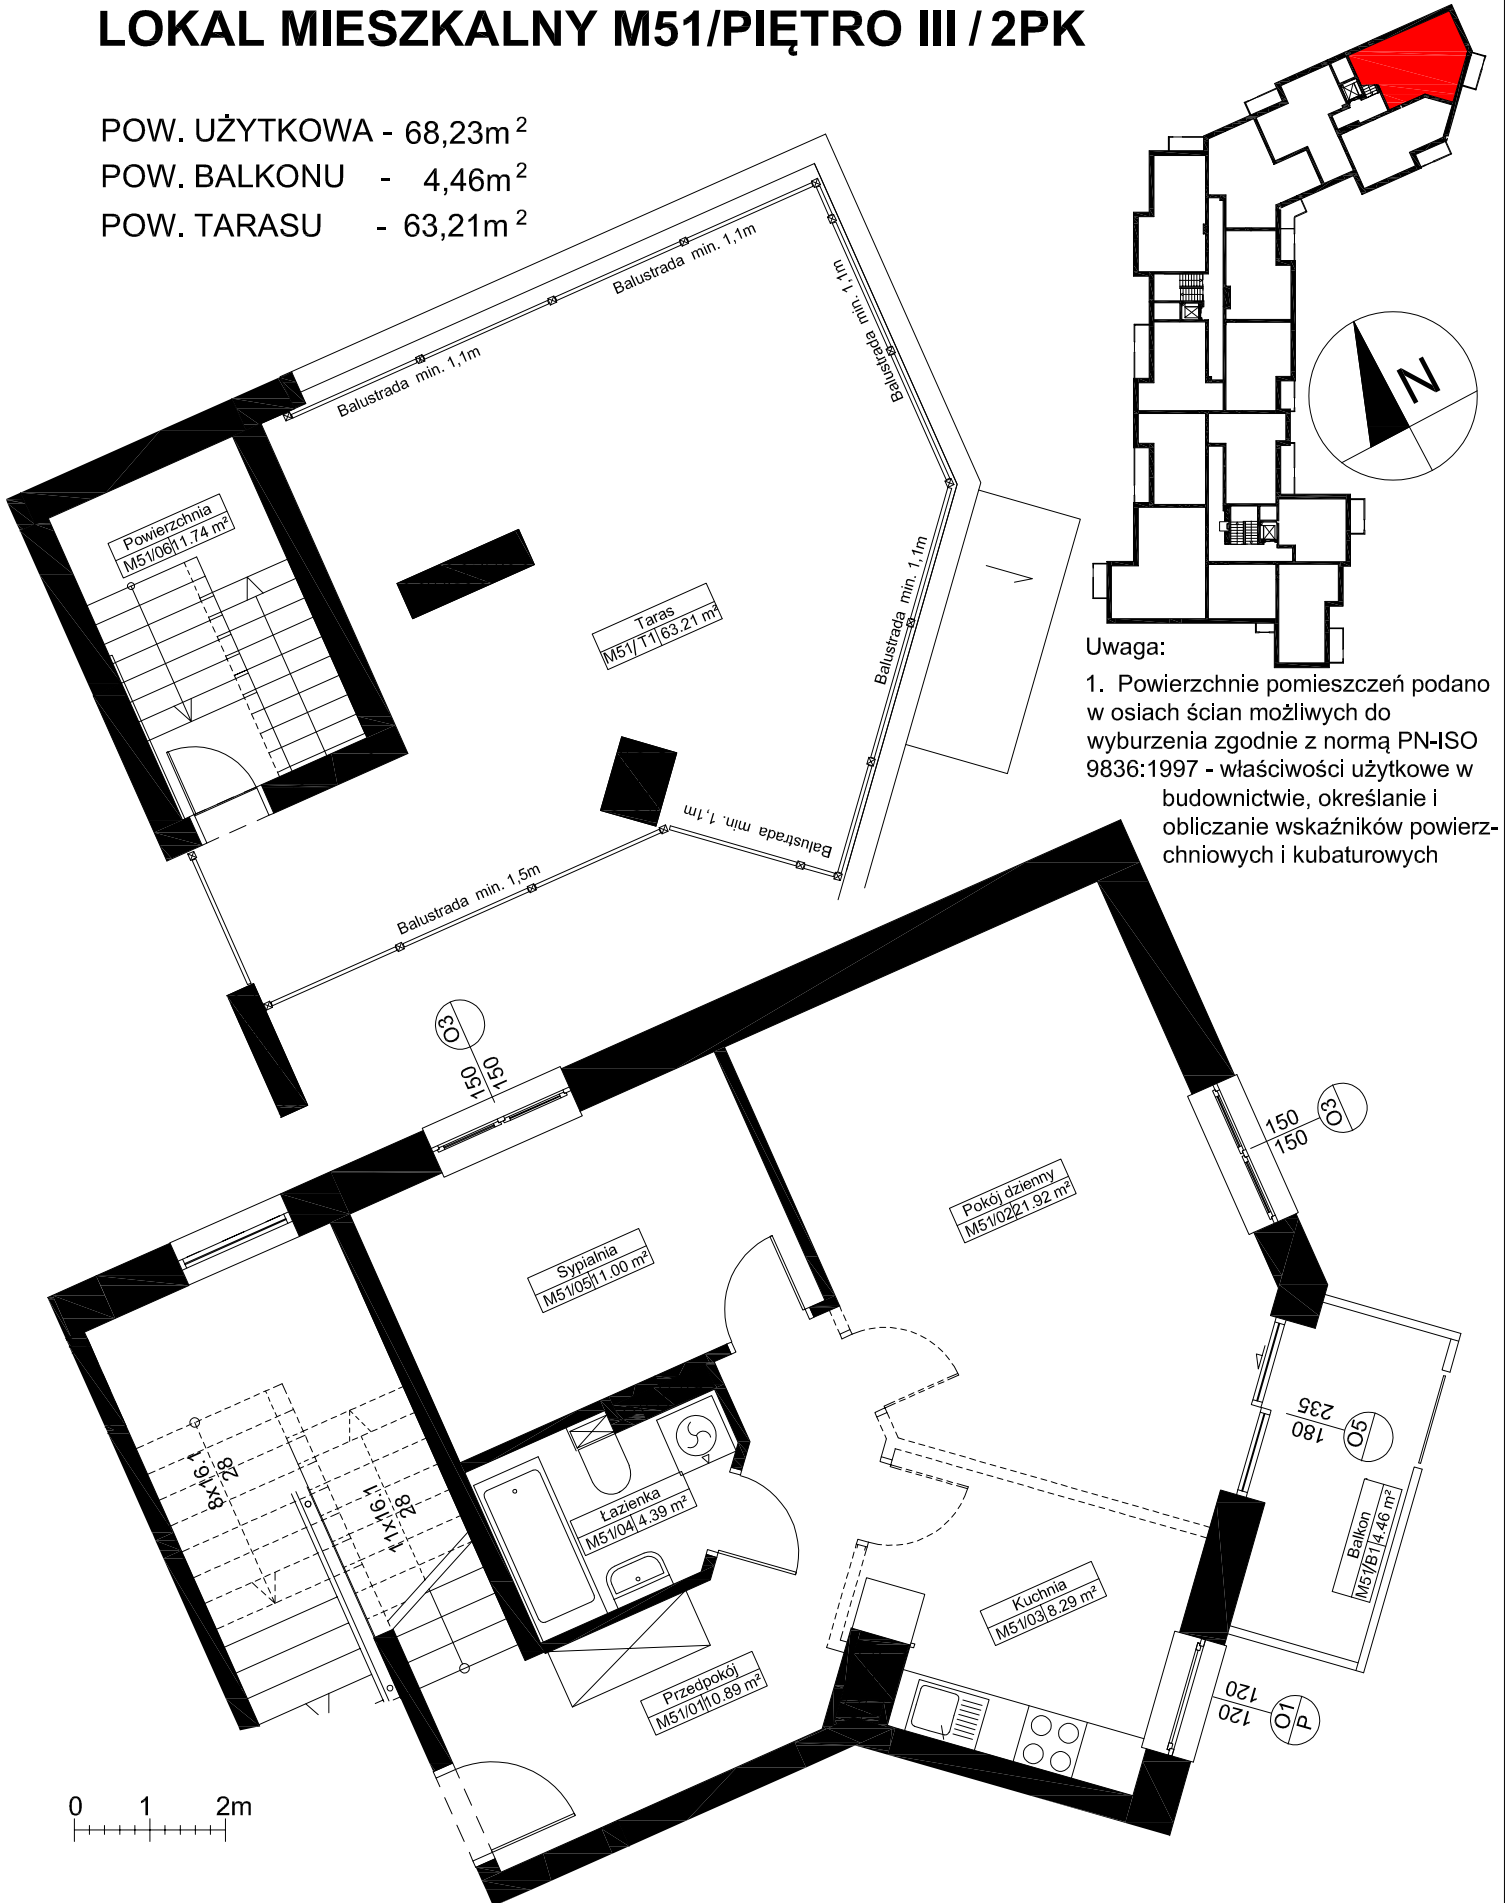 LOKAL MIESZKALNY M51/PIĘTRO III / 2PK
POW. UŻYTKOWA - 68,23m²
POW. BALKONU - 4,46m²
POW. TARASU - 63,21m²
Balustrada min. 1,1m
Balustrada min. 1,1m
Balustrada min. 1,1m
Balustrada min. 1,1m
N
Powierzchnia
M51/06 11.74 m²
Taras
M51/T1 63.21 m²
Balustrada min. 1,1m
Balustrada min. 1,5m
Uwaga:
1. Powierzchnie pomieszczeń podano
w osiach ścian możliwych do
wyburzenia zgodnie z normą PN-ISO
9836:1997 - właściwości użytkowe w
budownictwie, określanie i
obliczanie wskaźników powierz-
chniowych i kubaturowych
O3
150
150
O3
150
150
Pokój dzienny
M51/02 21.92 m²
Sypialnia
M51/05 11.00 m²
235
180
O5
8x16.1
28
11x16.1
28
Łazienka
M51/04 4.39 m²
Balkon
M51/B1 4.46 m²
Kuchnia
M51/03 8.29 m²
Przedpokój
M51/01 10.89 m²
120
120
O1
P
0 1 2m